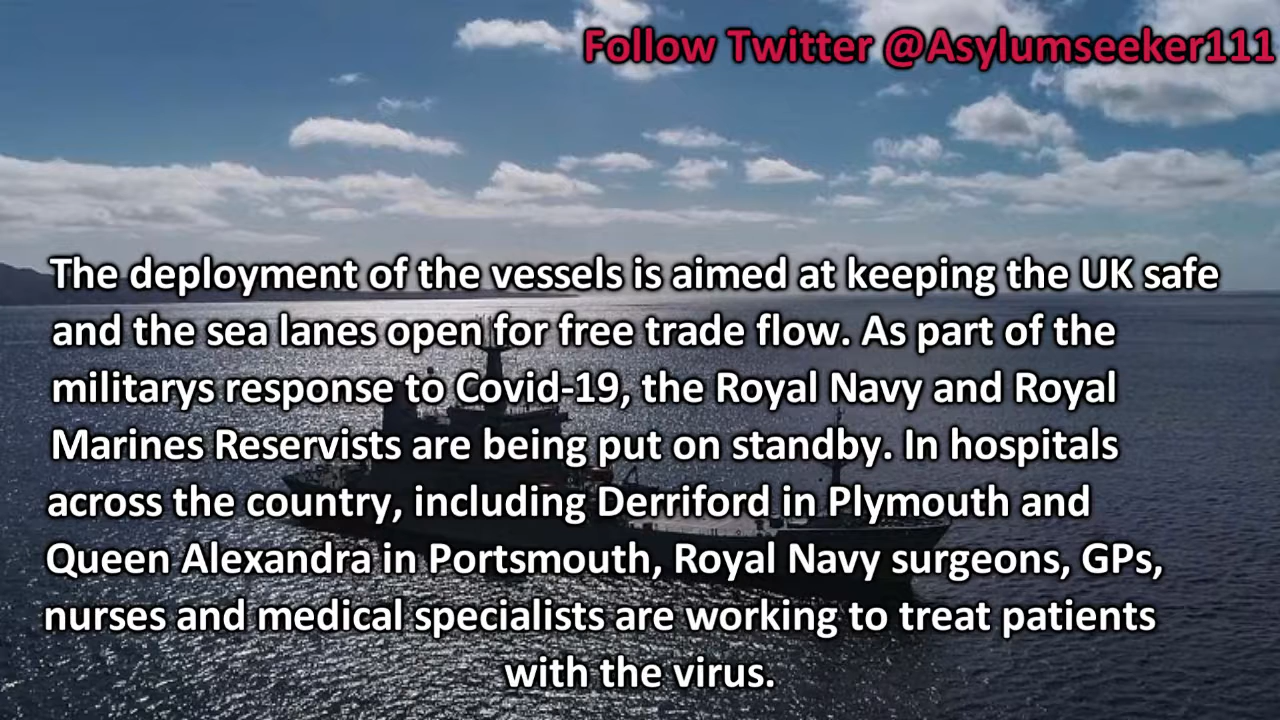 Follow Twitter @Asylumseeker111
The deployment of the vessels is aimed at keeping the UK safe
and the sea lanes open for free trade flow. As part of the
militarys response to Covid-19, the Royal Navy and Royal
Marines Reservists are being put on standby. In hospitals
across the country, including Derriford in Plymouth and
Queen Alexandra in Portsmouth, Royal Navy surgeons, GPs,
nurses and medical specialists are working to treat patients
with the virus.